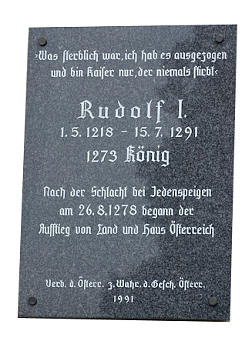 ›Was sterblich war, ich hab es ausgezogen
und bin Kaiser nur, der niemals stirbt‹
Rudolf I.
1.5.1218 - 15.7.1291
1273 König
Nach der Schlacht bei Jedenspeigen
am 26.8.1278 begann der
Aufstieg von Land und Haus Österreich
Verb. d. Österr. z. Wahr. d. Gesch. Österr.
1991